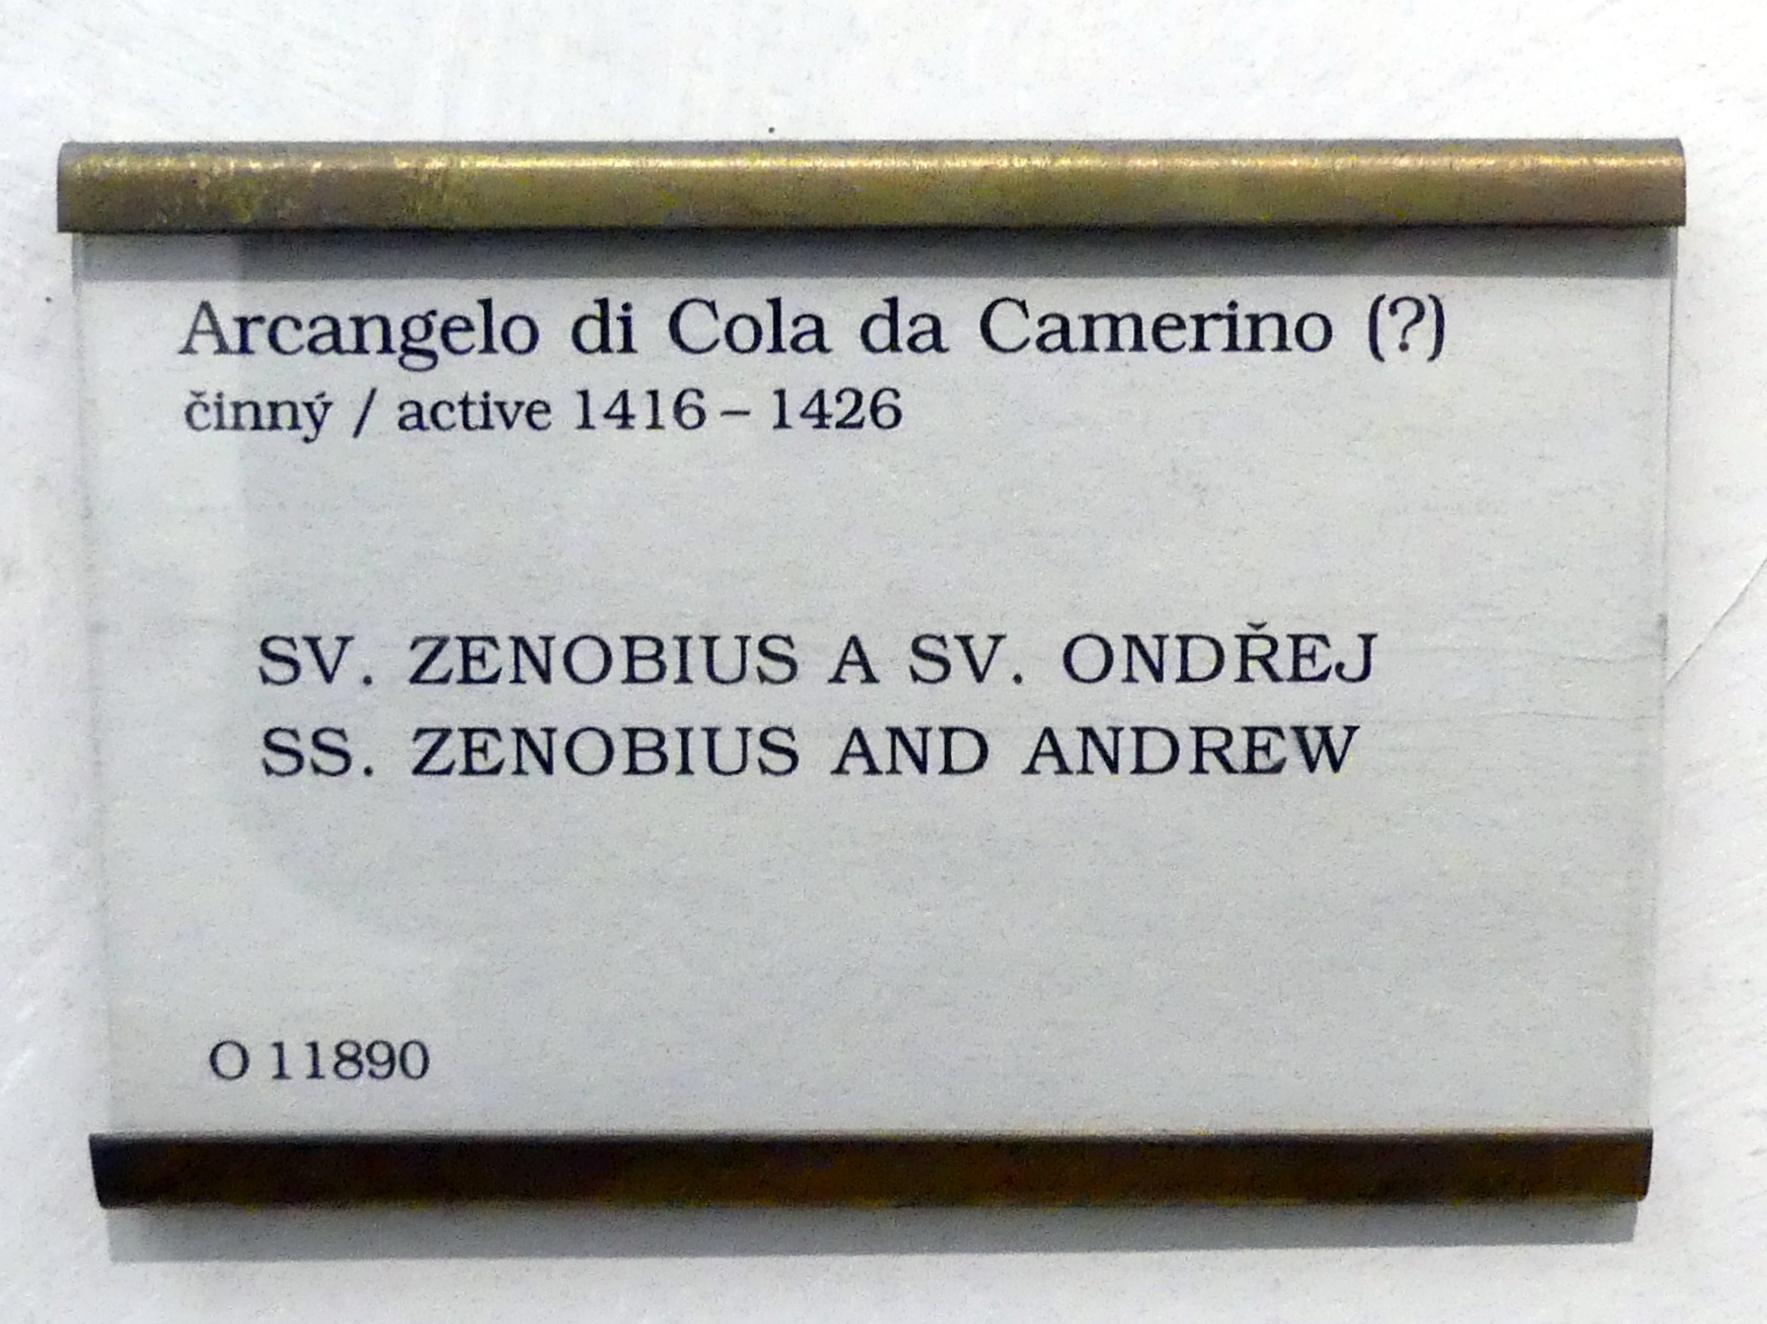 Arcangelo di Cola da Camerino (?)
činný / active 1416 – 1426
SV. ZENOBIUS A SV. ONDŘEJ
SS. ZENOBIUS AND ANDREW
O 11890